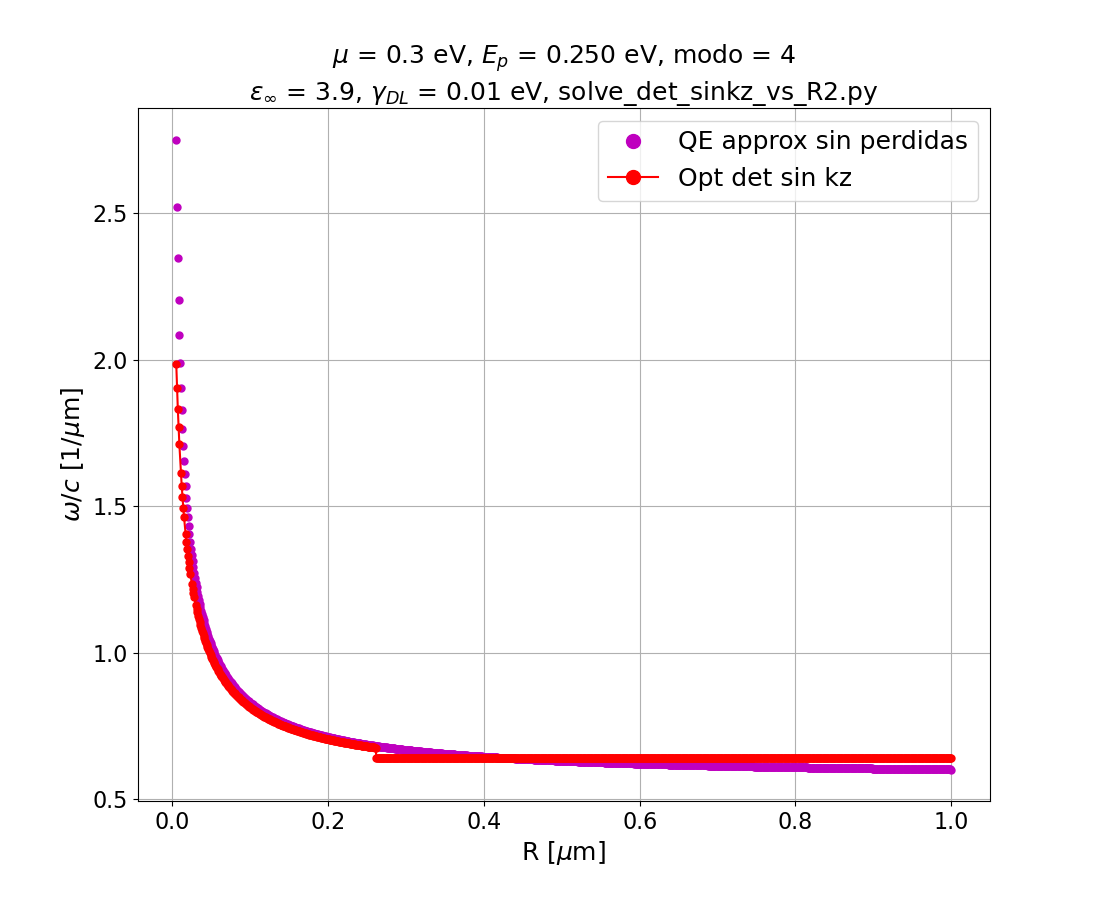 μ = 0.3 eV, E_p = 0.250 eV, modo = 4
ε_∞ = 3.9, γ_DL = 0.01 eV, solve_det_sinkz_vs_R2.py
QE approx sin perdidas
Opt det sin kz
2.5
2.0
1.5
1.0
0.5
ω/c [1/μm]
0.0 0.2 0.4 0.6 0.8 1.0
R [μm]